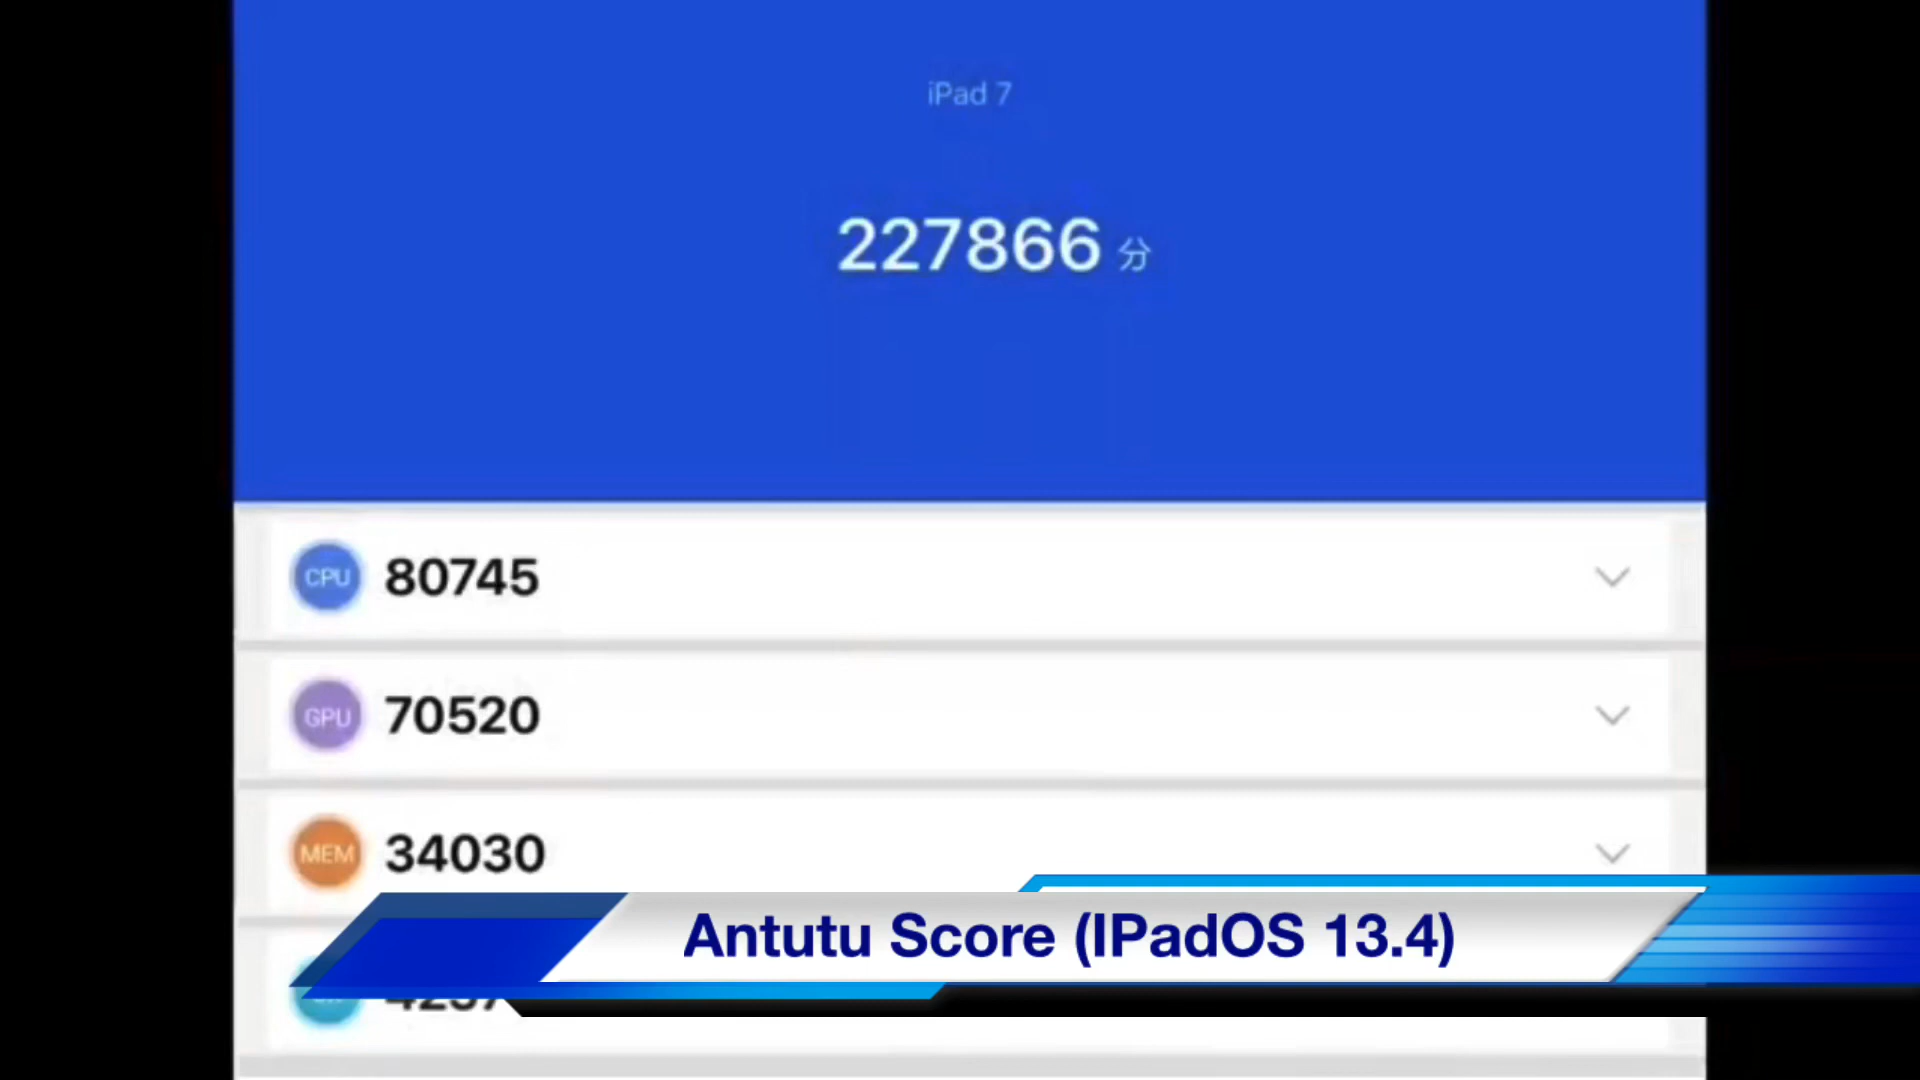 iPad 7
227866 分
CPU 80745
GPU 70520
MEM 34030
Antutu Score (IPadOS 13.4)